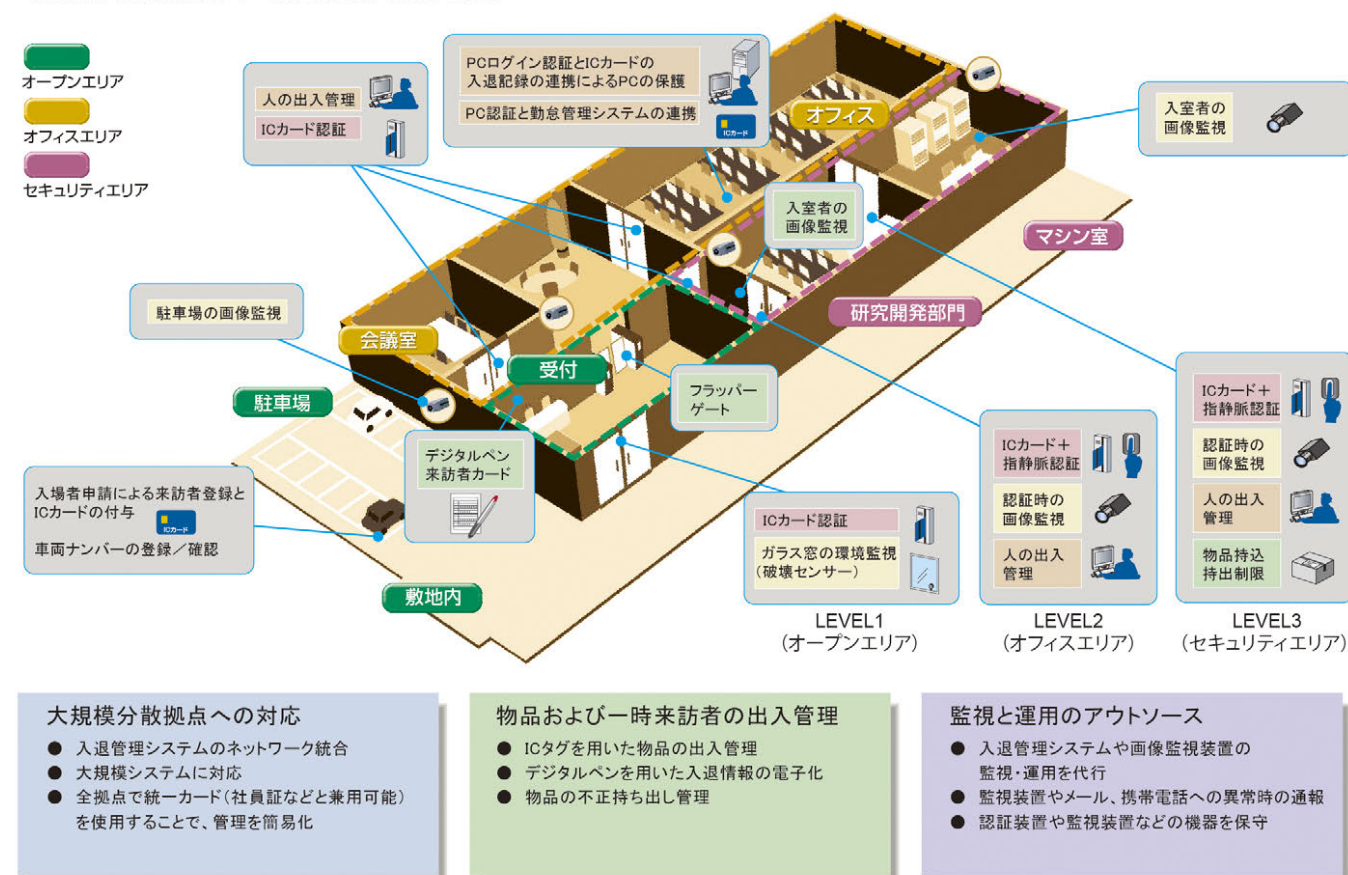 オープンエリア
オフィスエリア
セキュリティエリア
人の出入管理
ICカード認証
PCログイン認証とICカードの
入退記録の連携によるPCの保護
PC認証と勤怠管理システムの連携
ICカード
オフィス
入室者の
画像監視
入室者の
画像監視
マシン室
研究開発部門
駐車場の画像監視
会議室
受付
駐車場
フラッパー
ゲート
デジタルペン
来訪者カード
入場者申請による来訪者登録と
ICカードの付与
ICカード
車両ナンバーの登録／確認
敷地内
ICカード認証
ガラス窓の環境監視
（破壊センサー）
LEVEL1
（オープンエリア）
ICカード＋
指静脈認証
認証時の
画像監視
人の出入
管理
LEVEL2
（オフィスエリア）
ICカード＋
指静脈認証
認証時の
画像監視
人の出入
管理
物品持込
持出制限
LEVEL3
（セキュリティエリア）
大規模分散拠点への対応
● 入退管理システムのネットワーク統合
● 大規模システムに対応
● 全拠点で統一カード（社員証などと兼用可能）
を使用することで、管理を簡易化
物品および一時来訪者の出入管理
● ICタグを用いた物品の出入管理
● デジタルペンを用いた入退情報の電子化
● 物品の不正持ち出し管理
監視と運用のアウトソース
● 入退管理システムや画像監視装置の
監視・運用を代行
● 監視装置やメール、携帯電話への異常時の通報
● 認証装置や監視装置などの機器を保守